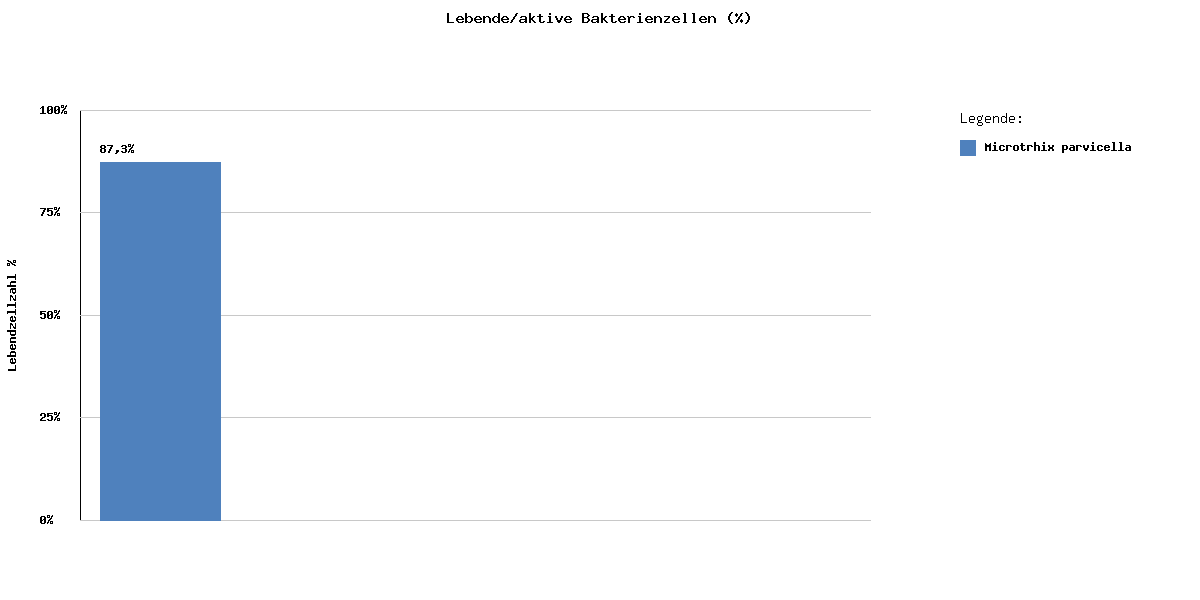 Lebende/aktive Bakterienzellen (%)
100%
75%
50%
25%
0%
Lebendzellzahl %
87,3%
Legende:
Microtrhix parvicella